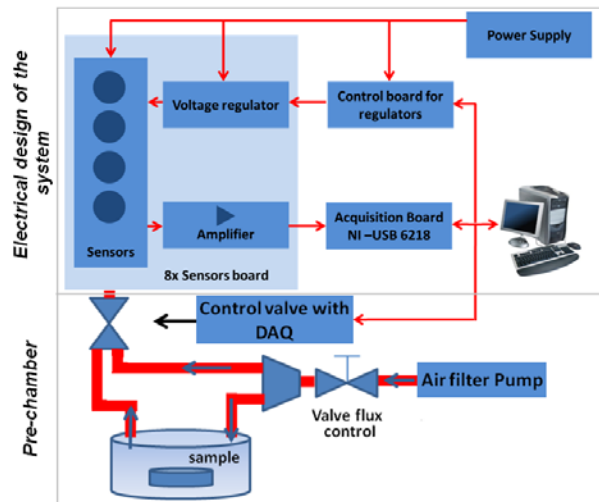 Electrical design of the
system
Power Supply
Voltage regulator
Control board for
regulators
Sensors
Amplifier
Acquisition Board
NI –USB 6218
8x Sensors board
Pre-chamber
Control valve with
DAQ
Air filter Pump
Valve flux
control
sample